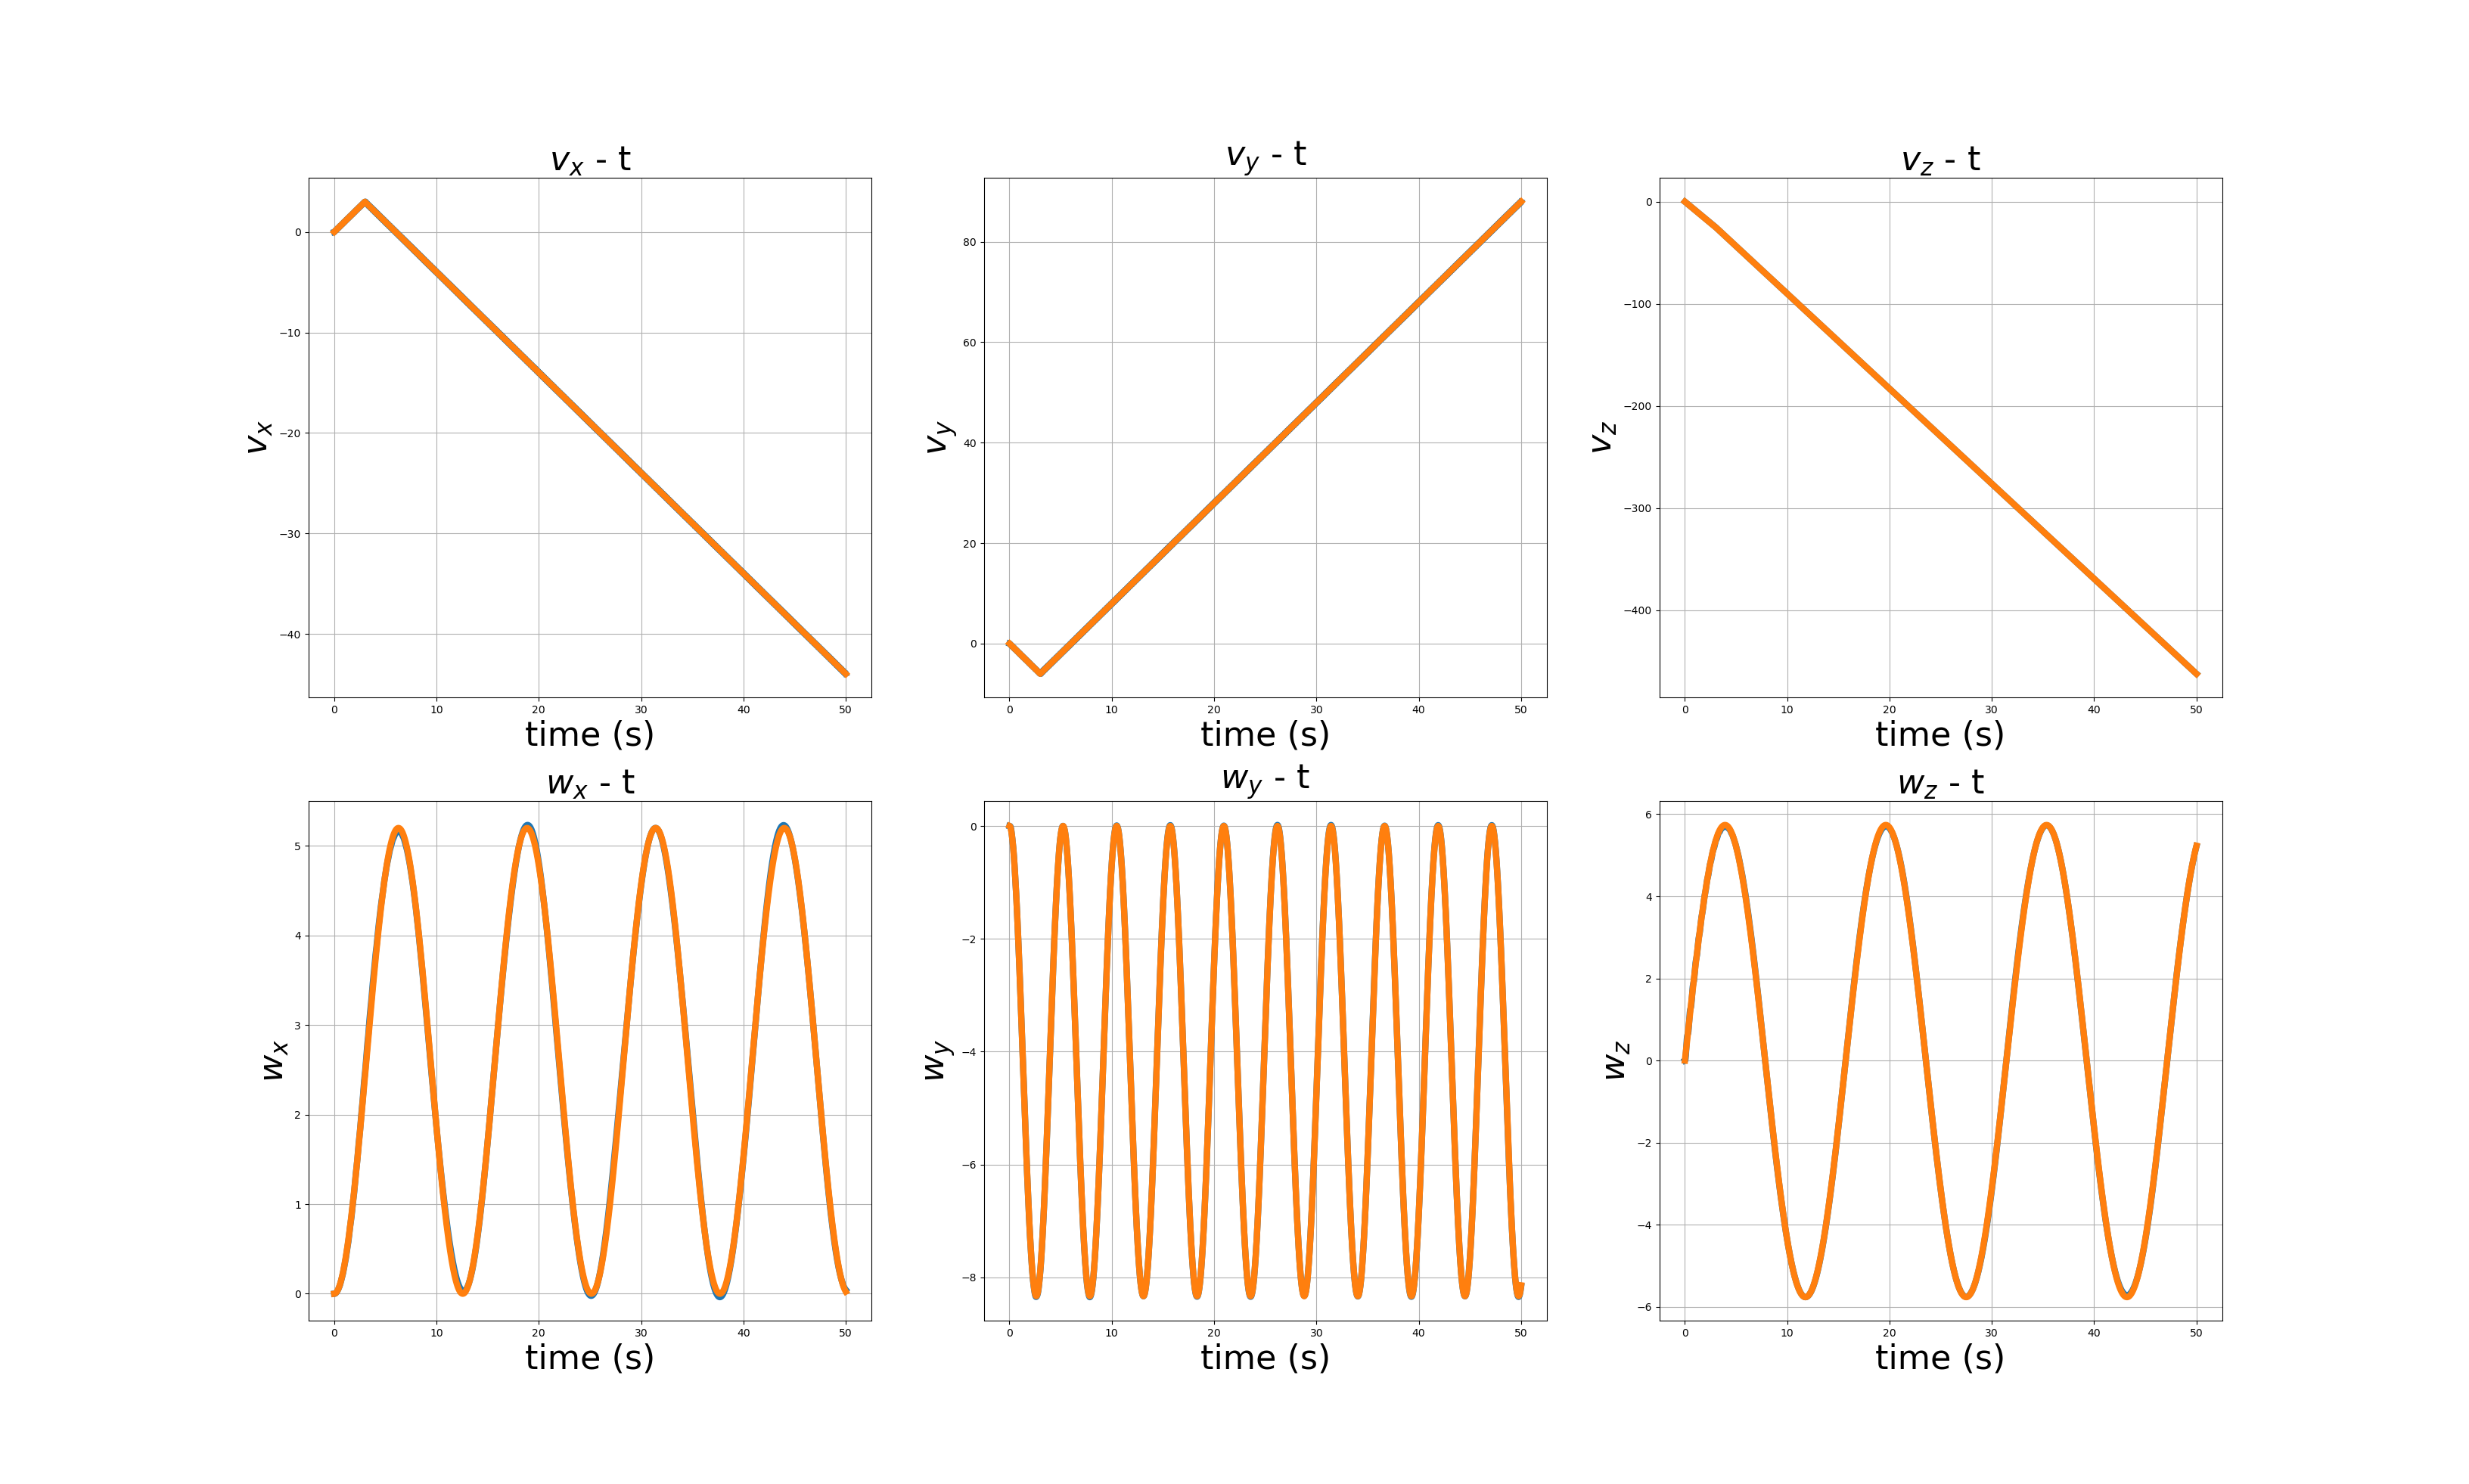 v_x - t
v_y - t
v_z - t
v_x
0
−10
−20
−30
−40
0 10 20 30 40 50
time (s)
v_y
80
60
40
20
0
0 10 20 30 40 50
time (s)
v_z
0
−100
−200
−300
−400
0 10 20 30 40 50
time (s)
w_x - t
w_y - t
w_z - t
w_x
5
4
3
2
1
0
0 10 20 30 40 50
time (s)
w_y
0
−2
−4
−6
−8
0 10 20 30 40 50
time (s)
w_z
6
4
2
0
−2
−4
−6
0 10 20 30 40 50
time (s)